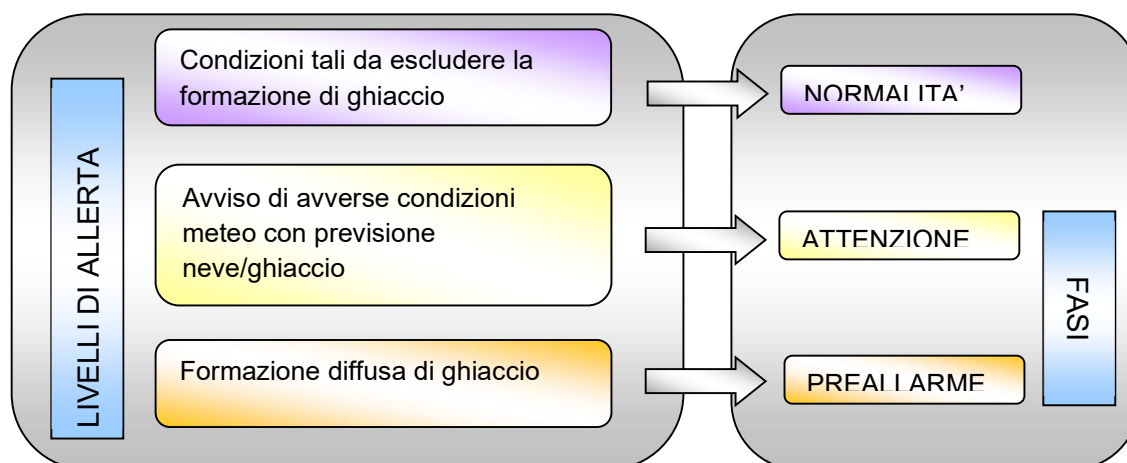 LIVELLI DI ALLERTA
Condizioni tali da escludere la
formazione di ghiaccio
NORMALITA’
Avviso di avverse condizioni
meteo con previsione
neve/ghiaccio
ATTENZIONE
FASI
Formazione diffusa di ghiaccio
PREALLARME